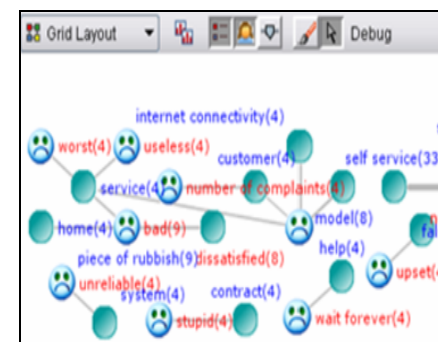 Grid Layout Debug
internet connectivity(4)
worst(4) useless(4)
customer(4) self service(33
service(4) number of complaints(4)
home(4) bad(9) model(8)
piece of rubbish(9) dissatisfied(8) help(4)
unreliable(4) upset(4
system(4) contract(4)
stupid(4) wait forever(4)